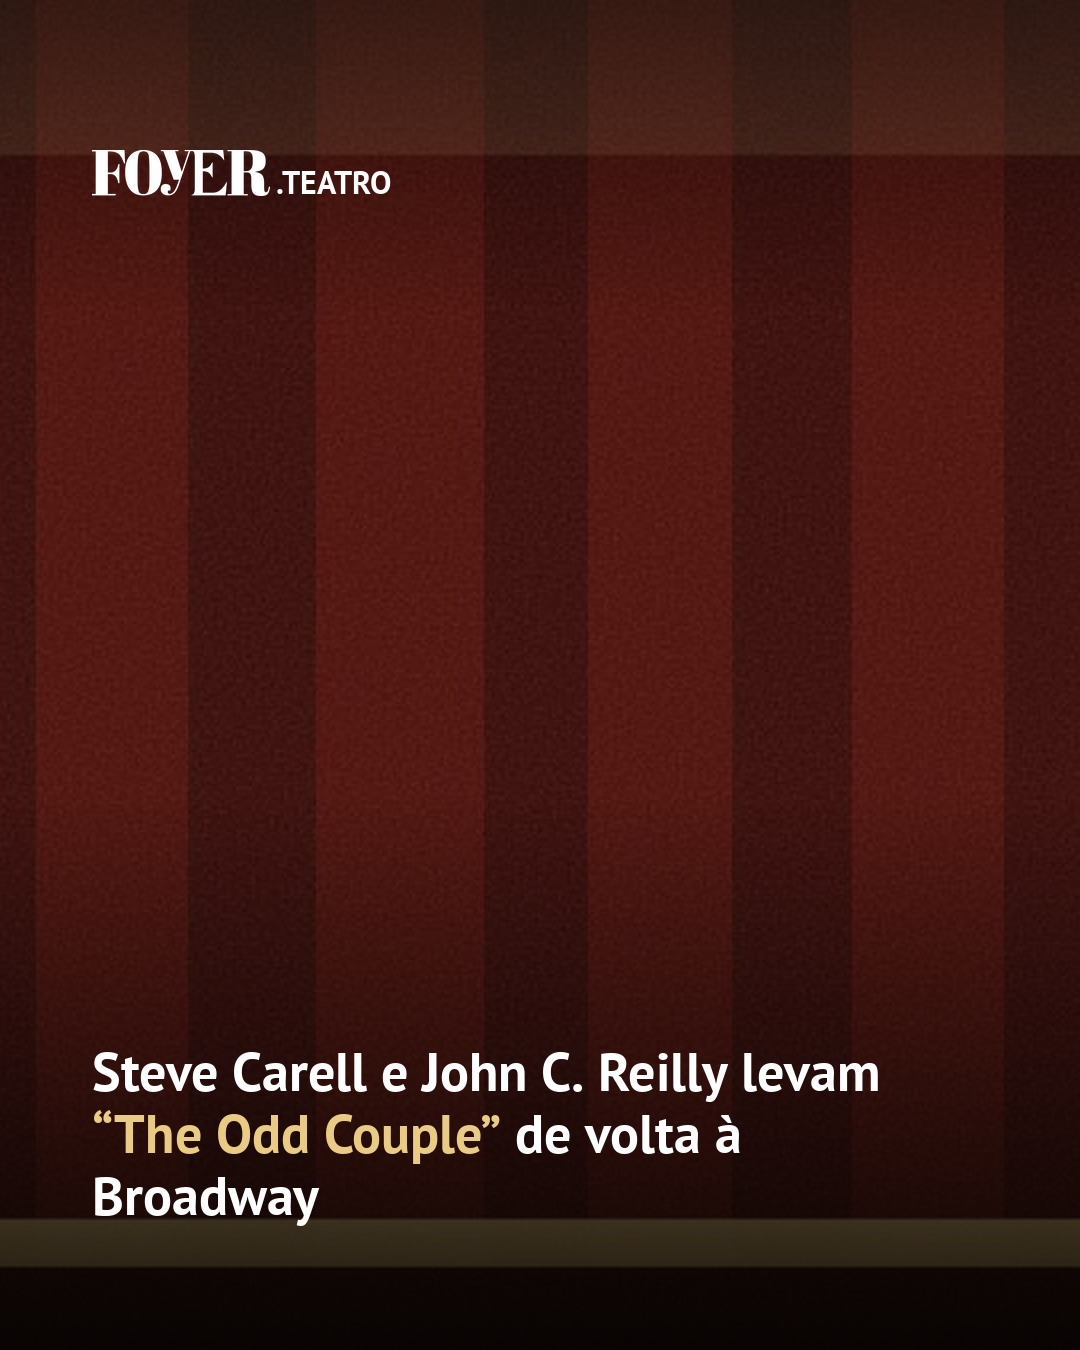 FOYER .TEATRO
Steve Carell e John C. Reilly levam
“The Odd Couple” de volta à
Broadway